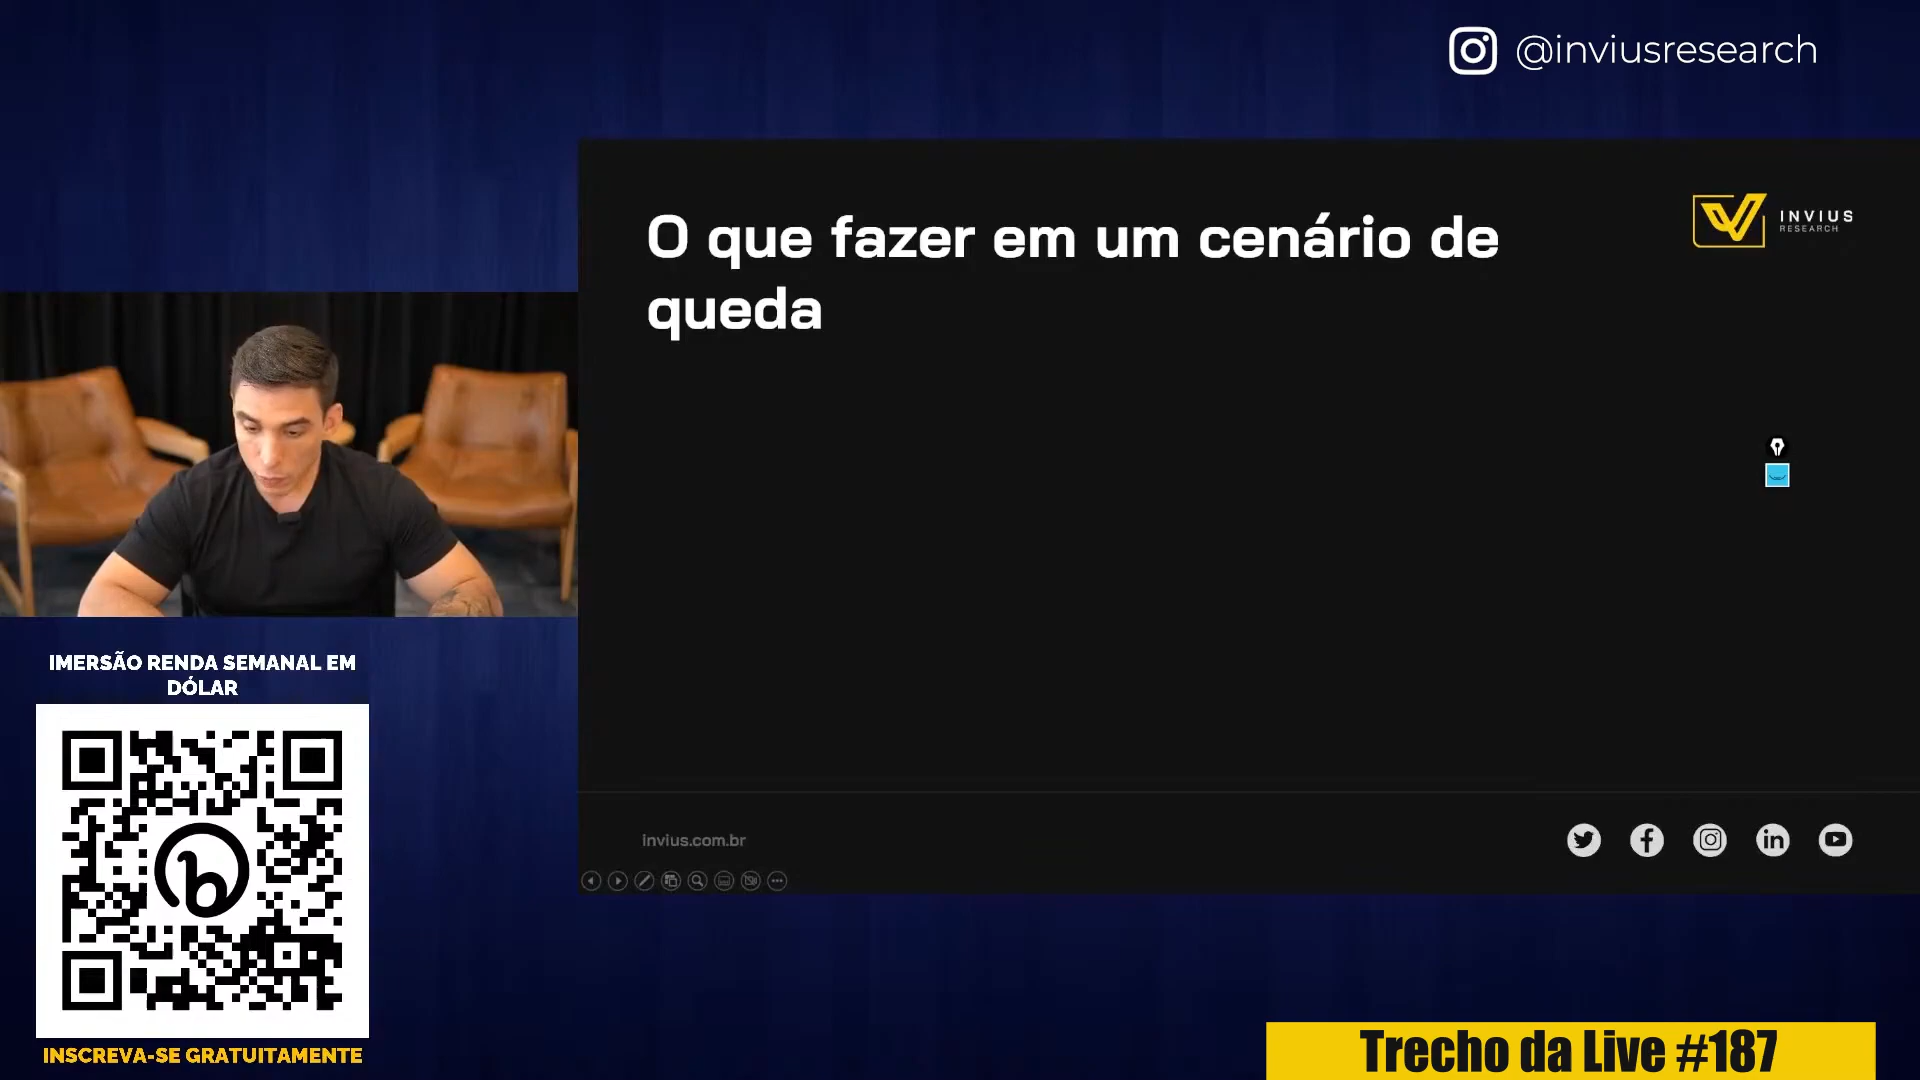 @inviusresearch
O que fazer em um cenário de
queda
INVIUS
RESEARCH
IMERSÃO RENDA SEMANAL EM
DÓLAR
INSCREVA-SE GRATUITAMENTE
invius.com.br
Trecho da Live #187